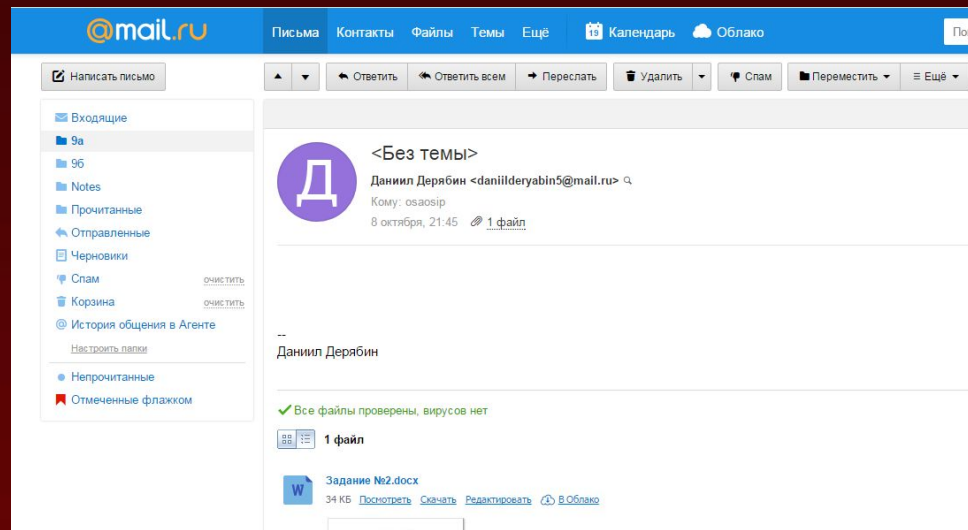 @mail.ru Письма Контакты Файлы Темы Ещё 19 Календарь Облако
Написать письмо Ответить Ответить всем Переслать Удалить Спам Переместить Ещё
Входящие
9а
9б
Notes
Прочитанные
Отправленные
Черновики
Спам очистить
Корзина очистить
История общения в Агенте
Настроить папки
Непрочитанные
Отмеченные флажком
<Без темы>
Д
Даниил Дерябин <daniilderyabin5@mail.ru>
Кому: osaosip
8 октября, 21:45 1 файл
--
Даниил Дерябин
Все файлы проверены, вирусов нет
1 файл
W
Задание №2.docx
34 КБ Посмотреть Скачать Редактировать В Облако